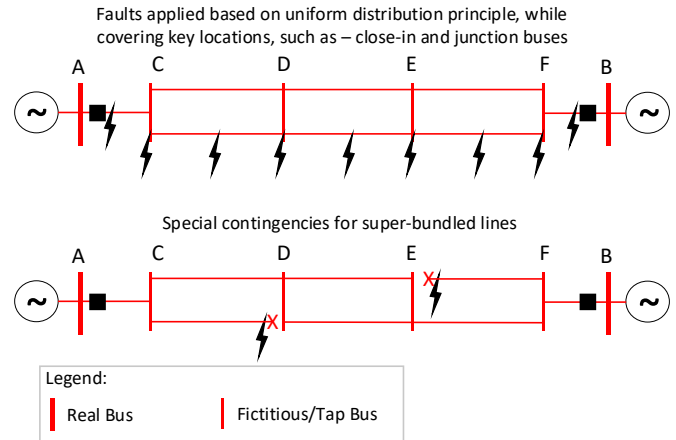 Faults applied based on uniform distribution principle, while
covering key locations, such as – close-in and junction buses
A C D E F B
~ ~
Special contingencies for super-bundled lines
A C D E F B
X
~ ~
X
Legend:
Real Bus Fictitious/Tap Bus